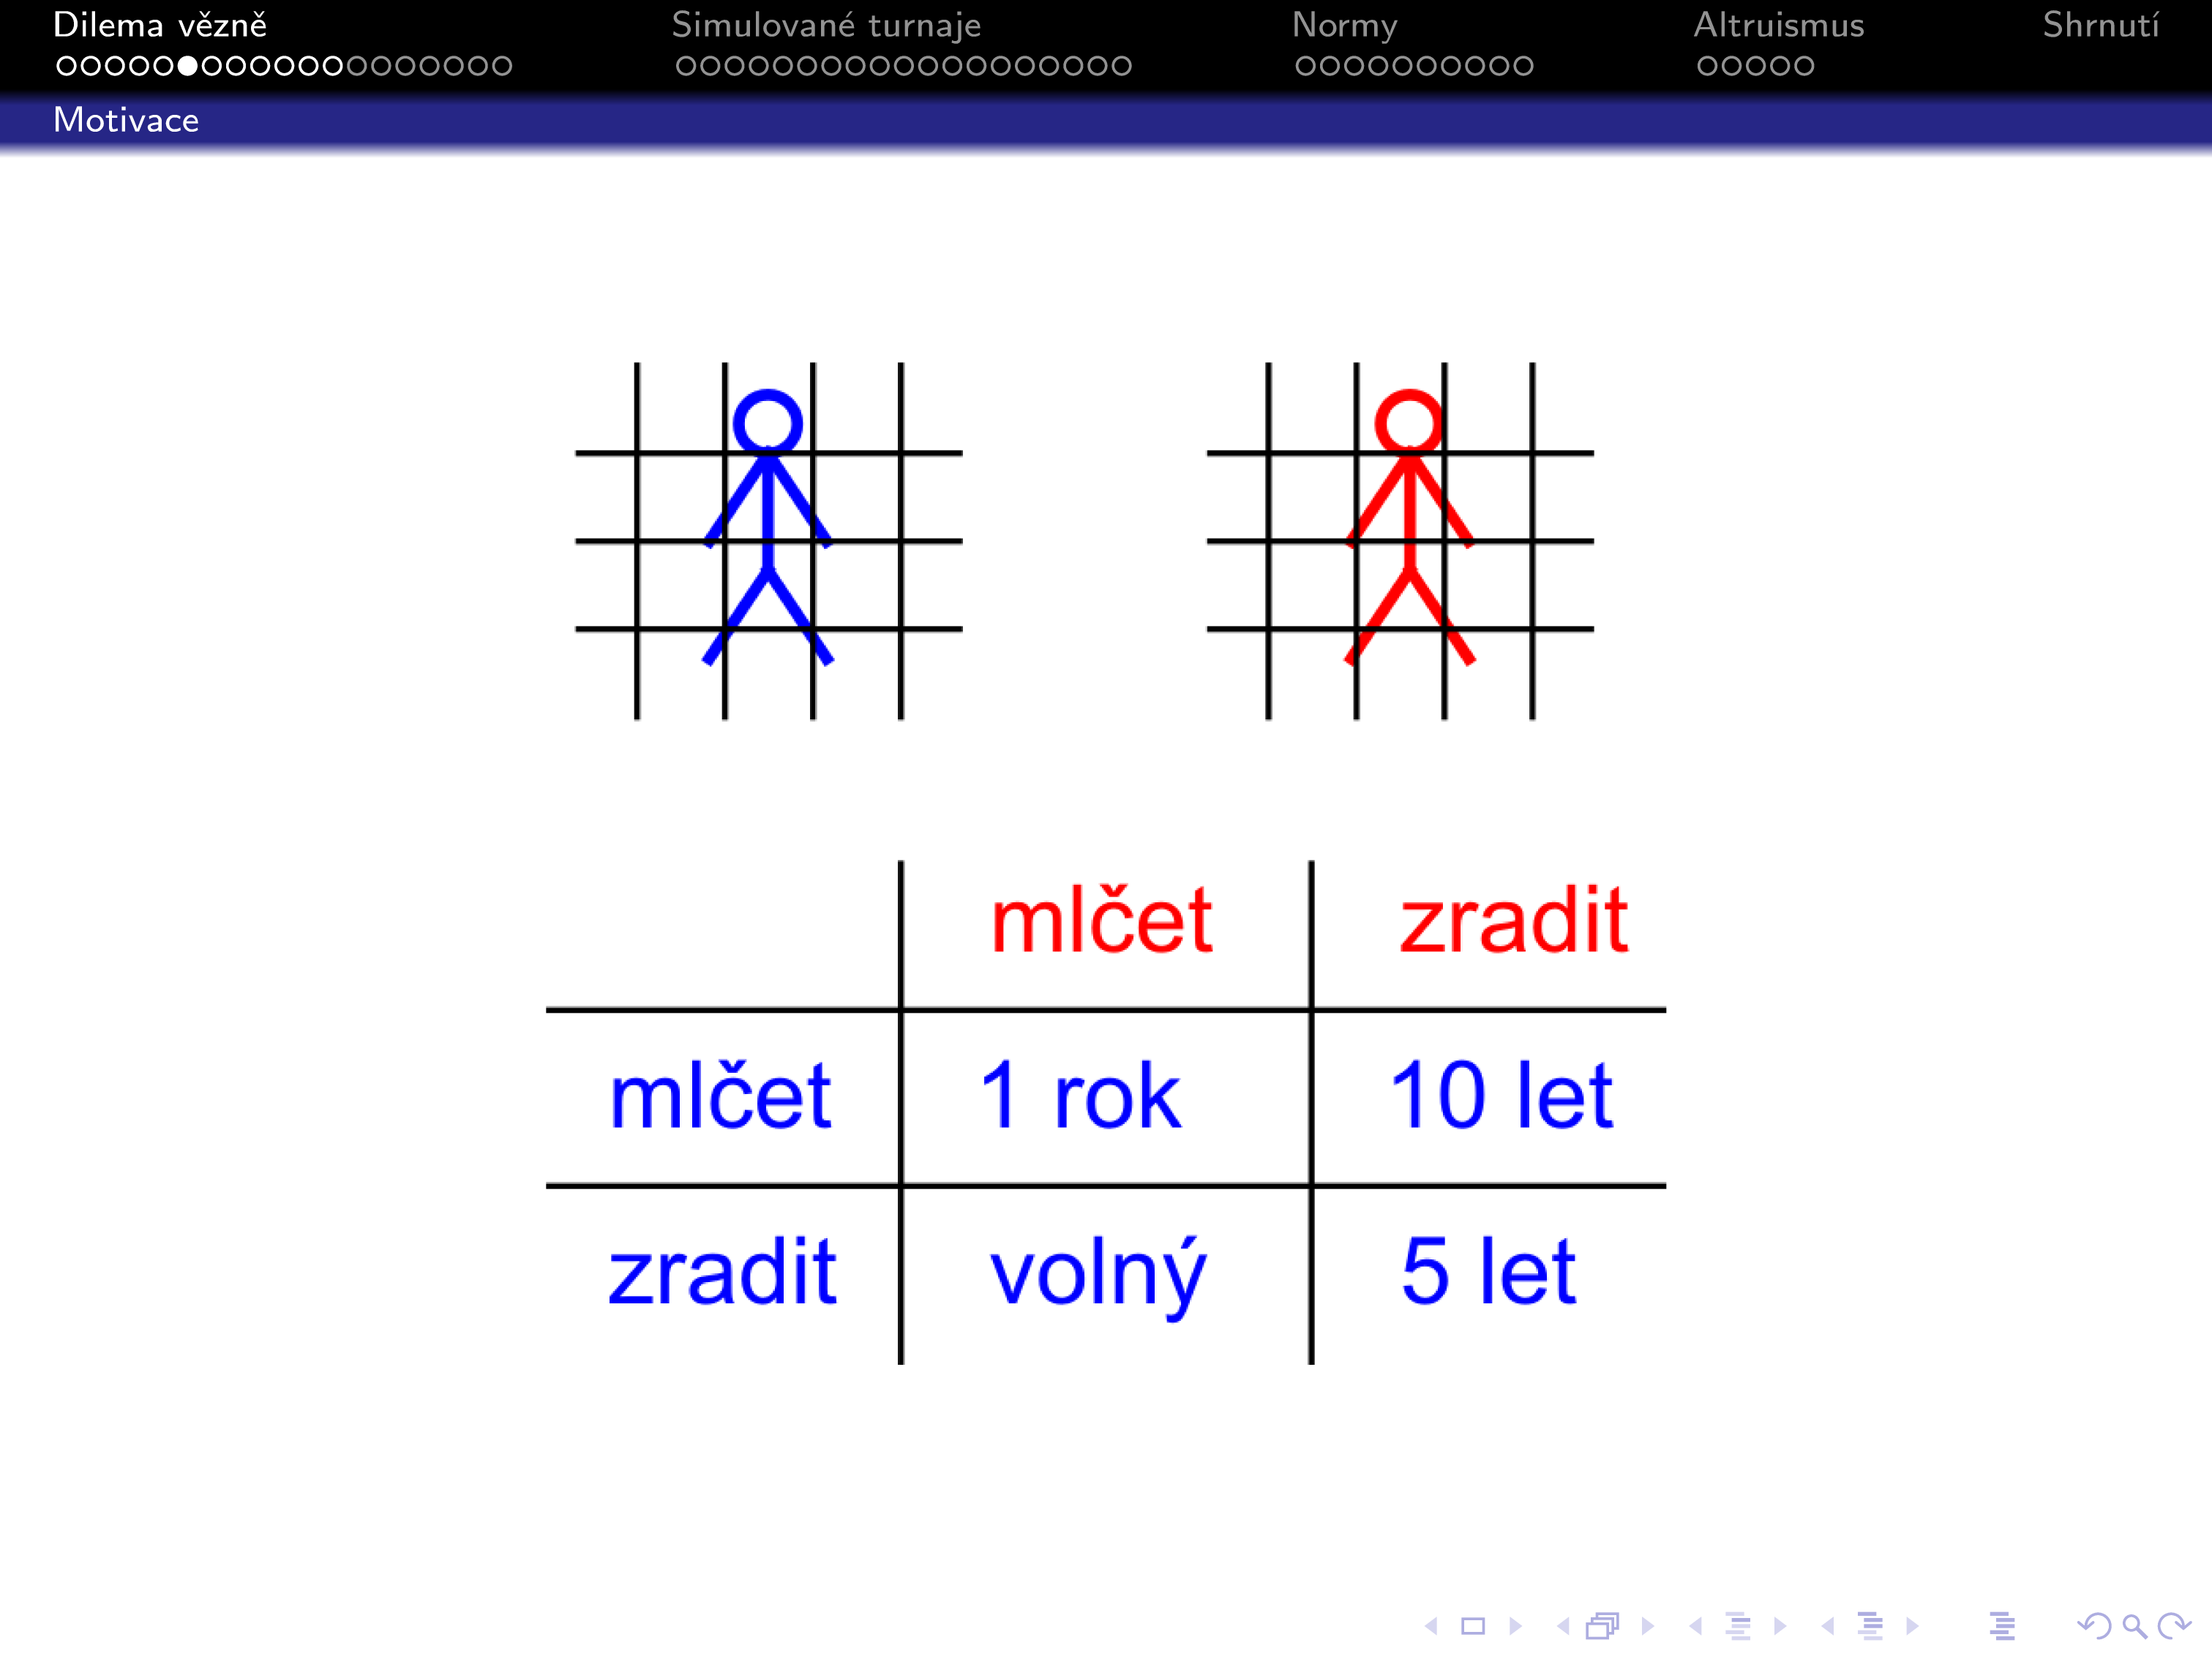 Dilema vězně Simulované turnaje Normy Altruismus Shrnutí
Motivace
mlčet zradit
mlčet 1 rok 10 let
zradit volný 5 let